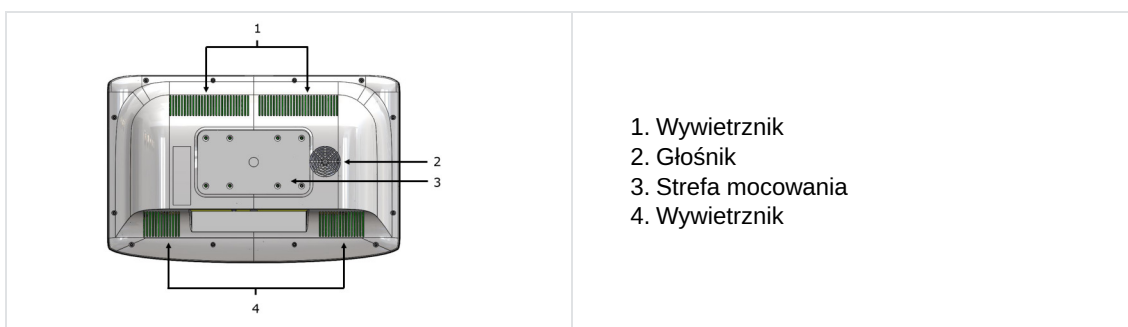 1
2
3
4
1. Wywietrznik
2. Głośnik
3. Strefa mocowania
4. Wywietrznik